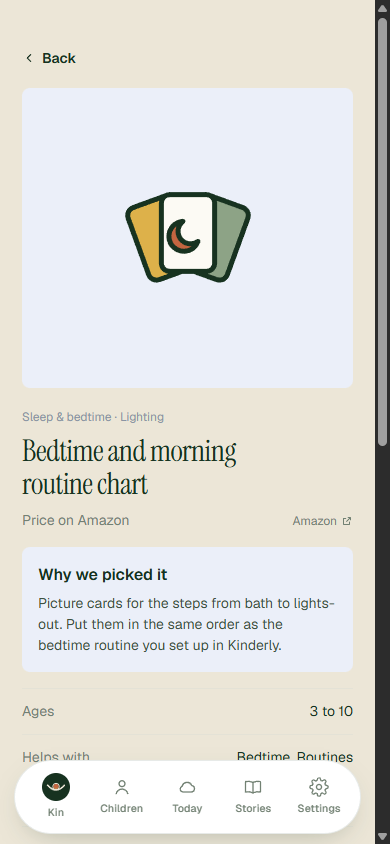 Back
Sleep & bedtime · Lighting
Bedtime and morning
routine chart
Price on Amazon
Amazon
Why we picked it
Picture cards for the steps from bath to lights-
out. Put them in the same order as the
bedtime routine you set up in Kinderly.
Ages
3 to 10
Helps with
Bedtime, Routines
Kin
Children
Today
Stories
Settings